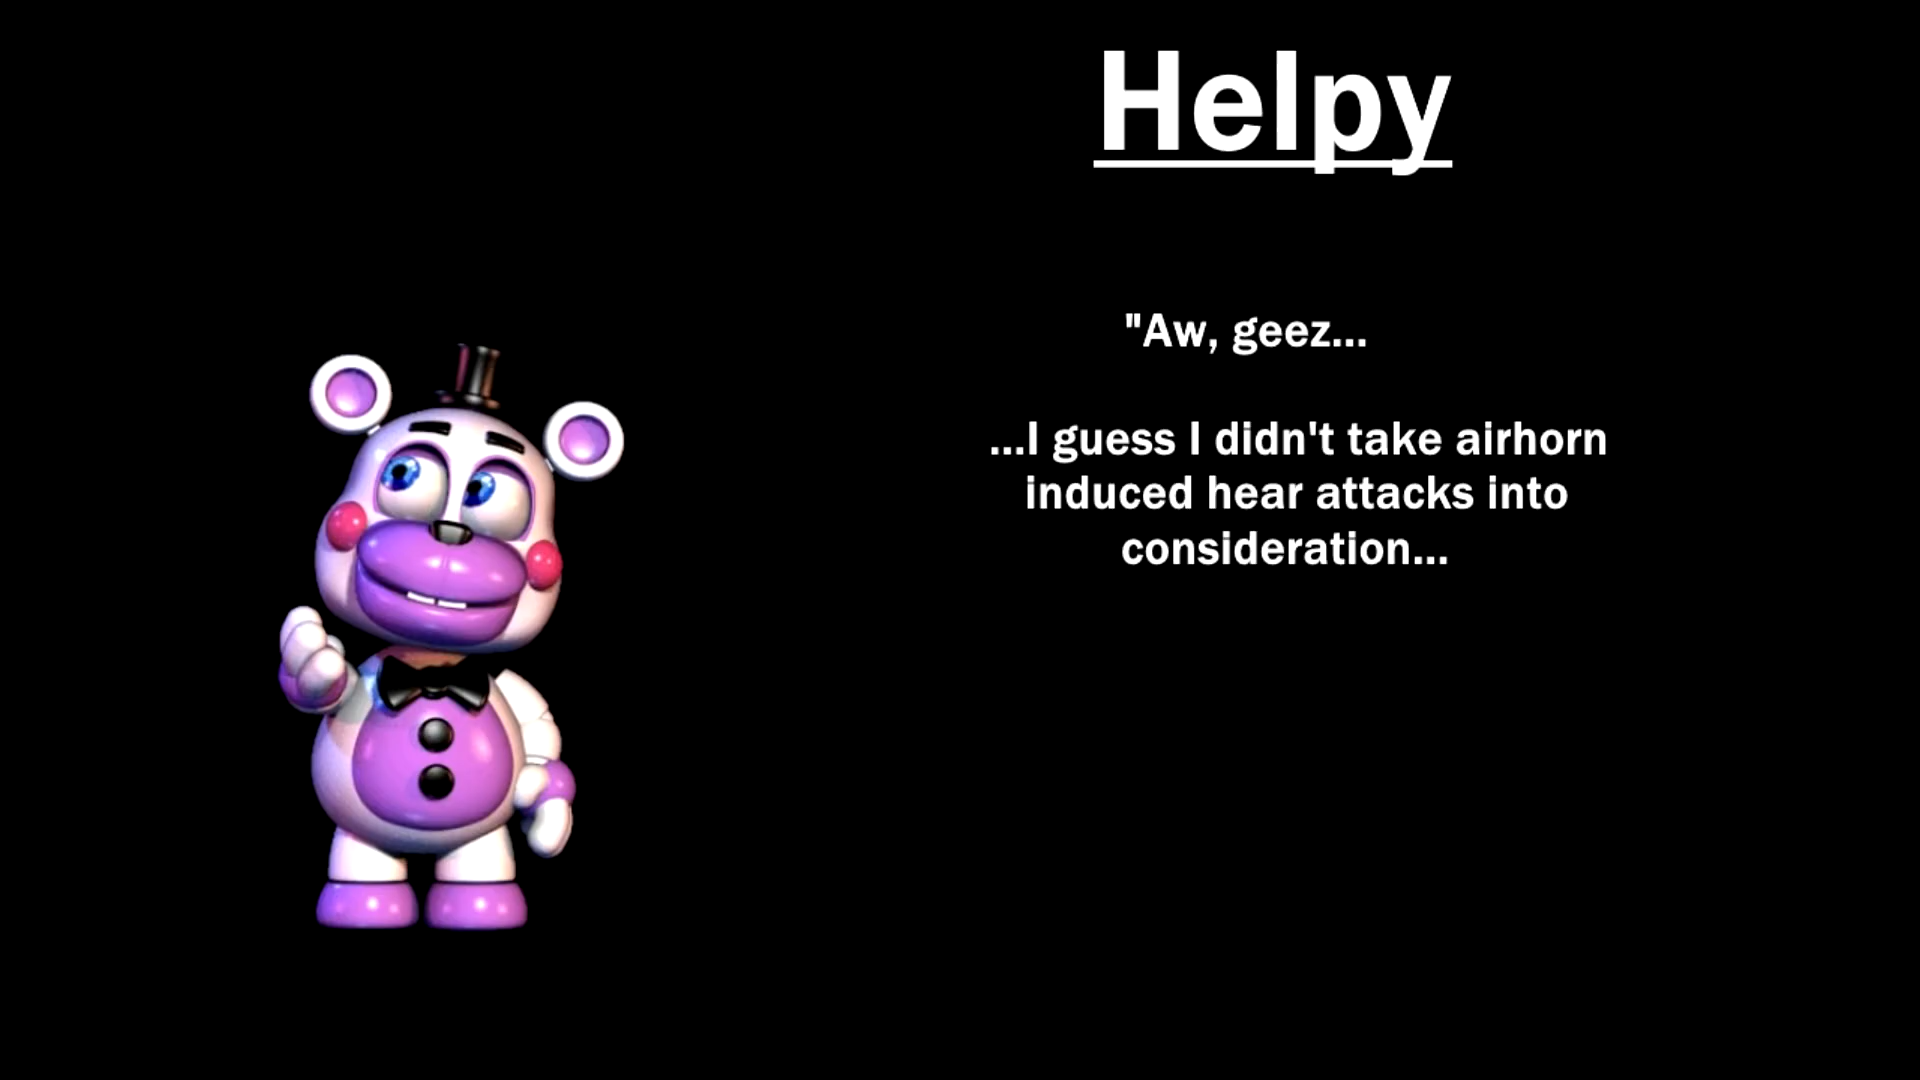 Helpy
"Aw, geez...
...I guess I didn't take airhorn
induced hear attacks into
consideration...